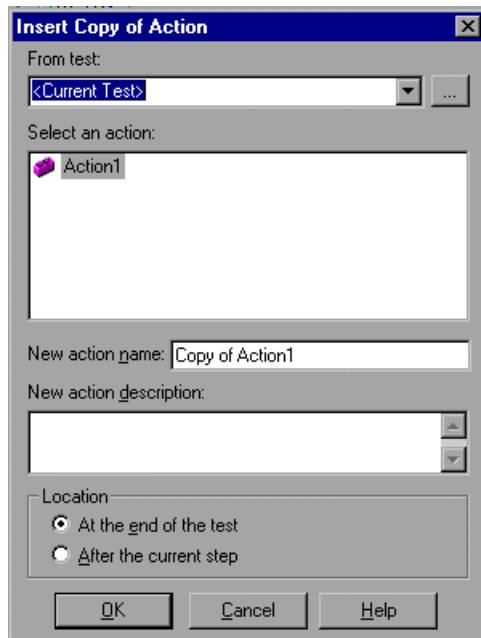 Insert Copy of Action
From test:
<Current Test>
...
Select an action:
Action1
New action name: Copy of Action1
New action description:
Location
At the end of the test
After the current step
OK Cancel Help